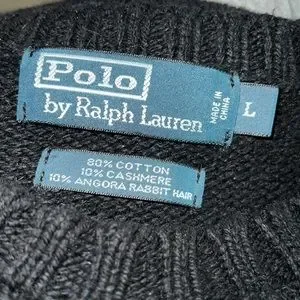 Polo
by Ralph Lauren
MADE IN
CHINA
L
80% COTTON
10% CASHMERE
10% ANGORA RABBIT HAIR